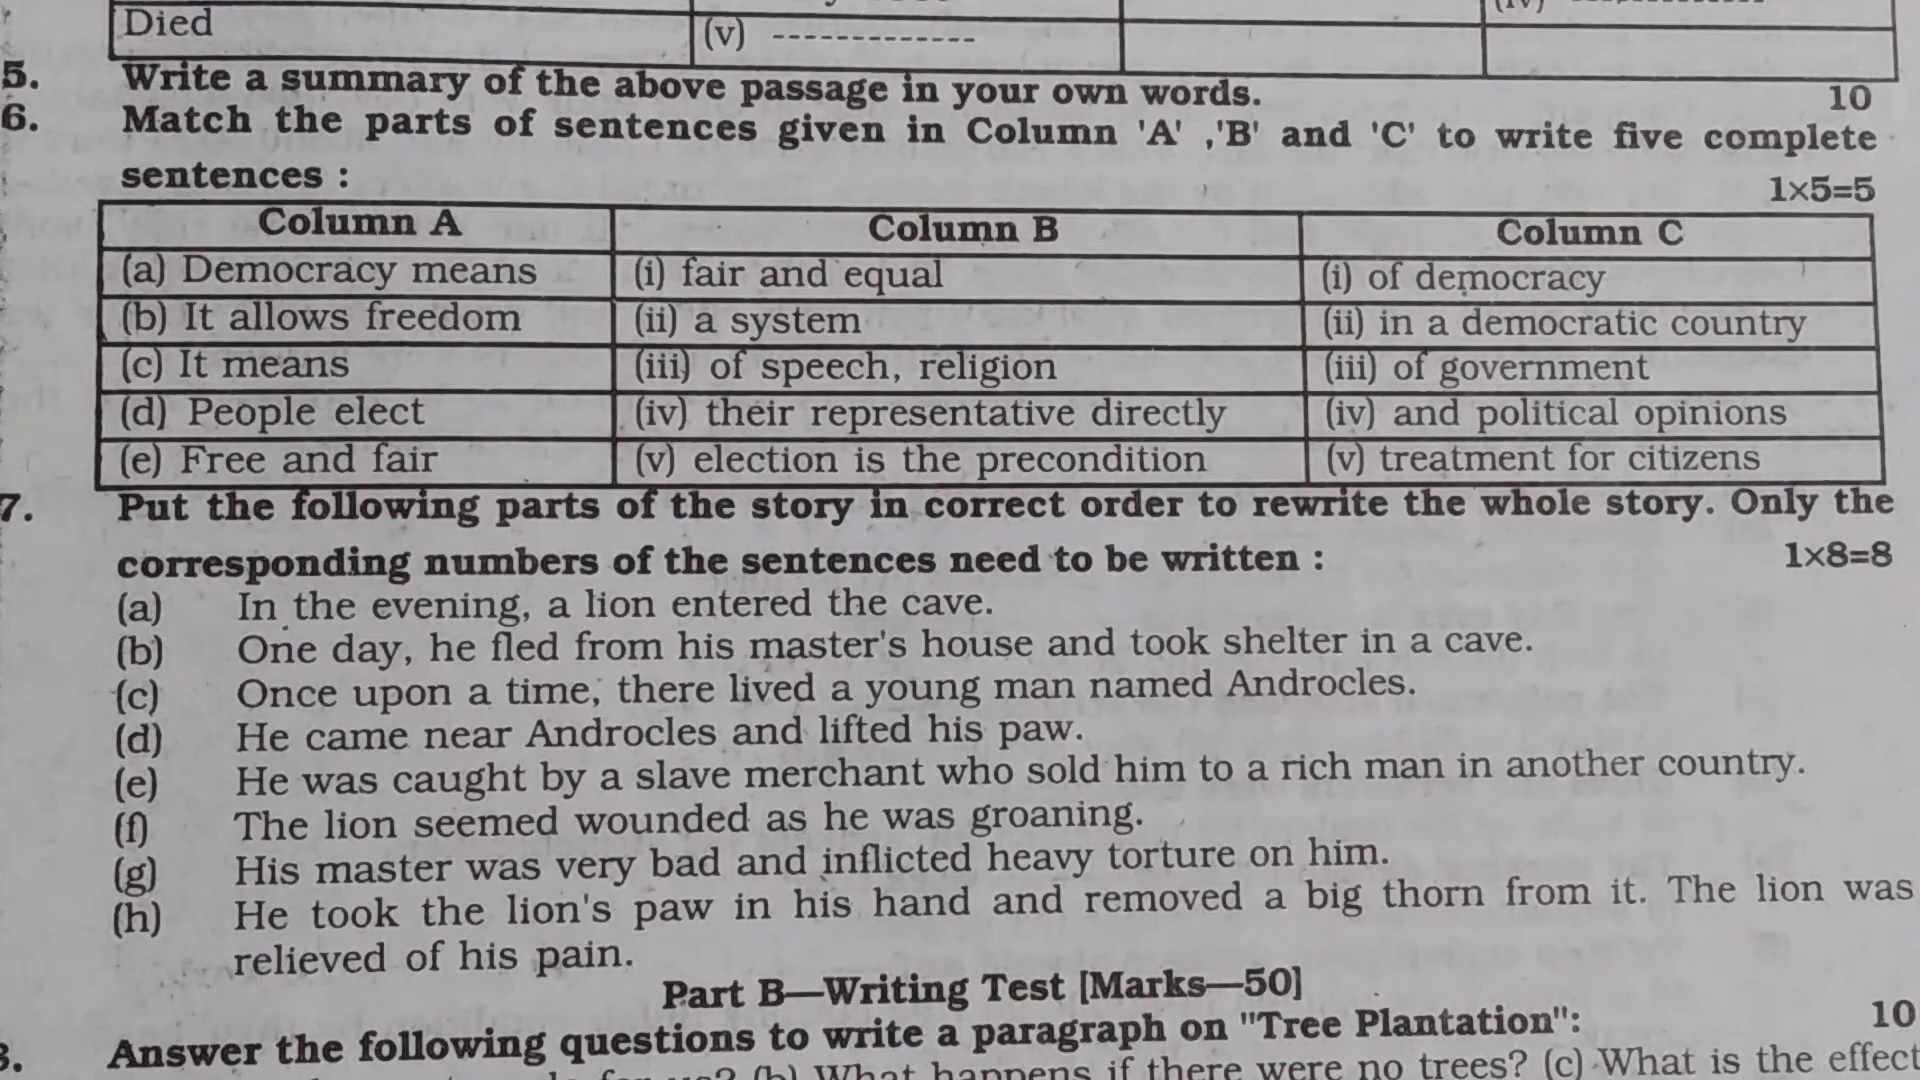 Died (v) -------------
5. Write a summary of the above passage in your own words. 10
6. Match the parts of sentences given in Column 'A' ,'B' and 'C' to write five complete
sentences : 1×5=5
Column A Column B Column C
(a) Democracy means (i) fair and equal (i) of democracy
(b) It allows freedom (ii) a system (ii) in a democratic country
(c) It means (iii) of speech, religion (iii) of government
(d) People elect (iv) their representative directly (iv) and political opinions
(e) Free and fair (v) election is the precondition (v) treatment for citizens
7. Put the following parts of the story in correct order to rewrite the whole story. Only the
corresponding numbers of the sentences need to be written : 1×8=8
(a) In the evening, a lion entered the cave.
(b) One day, he fled from his master's house and took shelter in a cave.
(c) Once upon a time, there lived a young man named Androcles.
(d) He came near Androcles and lifted his paw.
(e) He was caught by a slave merchant who sold him to a rich man in another country.
(f) The lion seemed wounded as he was groaning.
(g) His master was very bad and inflicted heavy torture on him.
(h) He took the lion's paw in his hand and removed a big thorn from it. The lion was
relieved of his pain.
Part B—Writing Test [Marks—50]
Answer the following questions to write a paragraph on "Tree Plantation": 10
for us? (b) What happens if there were no trees? (c) What is the effect